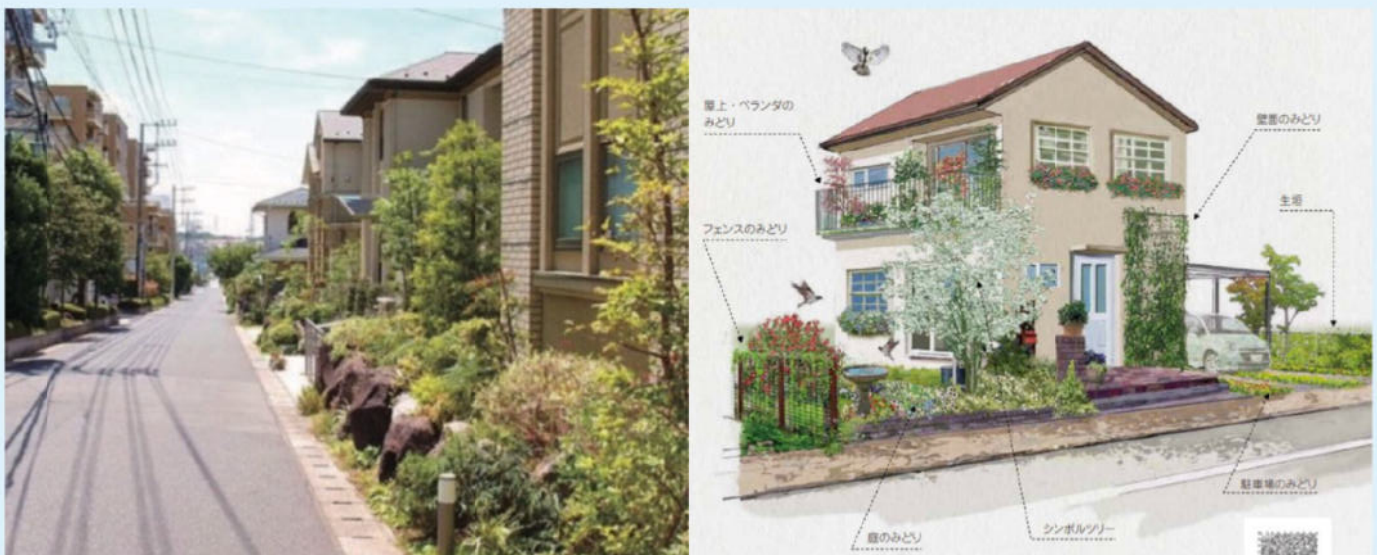 屋上・ベランダの
みどり
壁面のみどり
生垣
フェンスのみどり
駐車場のみどり
シンボルツリー
庭のみどり